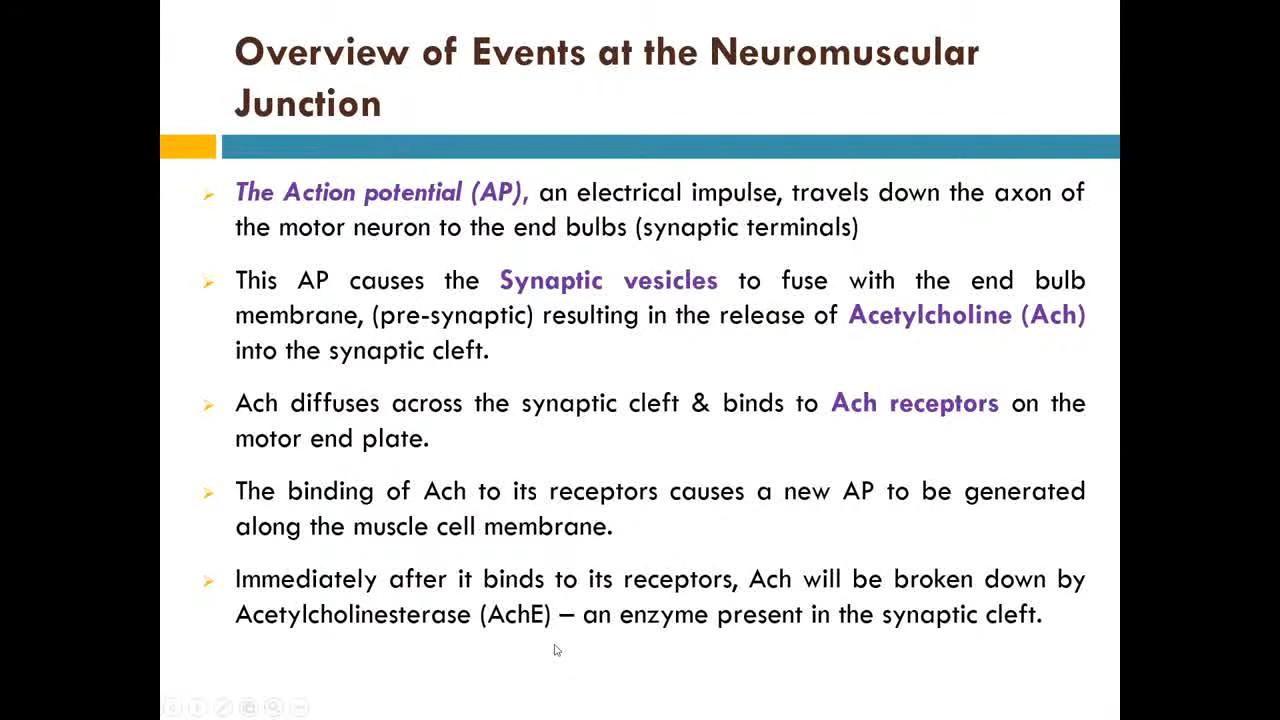 Overview of Events at the Neuromuscular
Junction
The Action potential (AP), an electrical impulse, travels down the axon of
the motor neuron to the end bulbs (synaptic terminals)
This AP causes the Synaptic vesicles to fuse with the end bulb
membrane, (pre-synaptic) resulting in the release of Acetylcholine (Ach)
into the synaptic cleft.
Ach diffuses across the synaptic cleft & binds to Ach receptors on the
motor end plate.
The binding of Ach to its receptors causes a new AP to be generated
along the muscle cell membrane.
Immediately after it binds to its receptors, Ach will be broken down by
Acetylcholinesterase (AchE) – an enzyme present in the synaptic cleft.